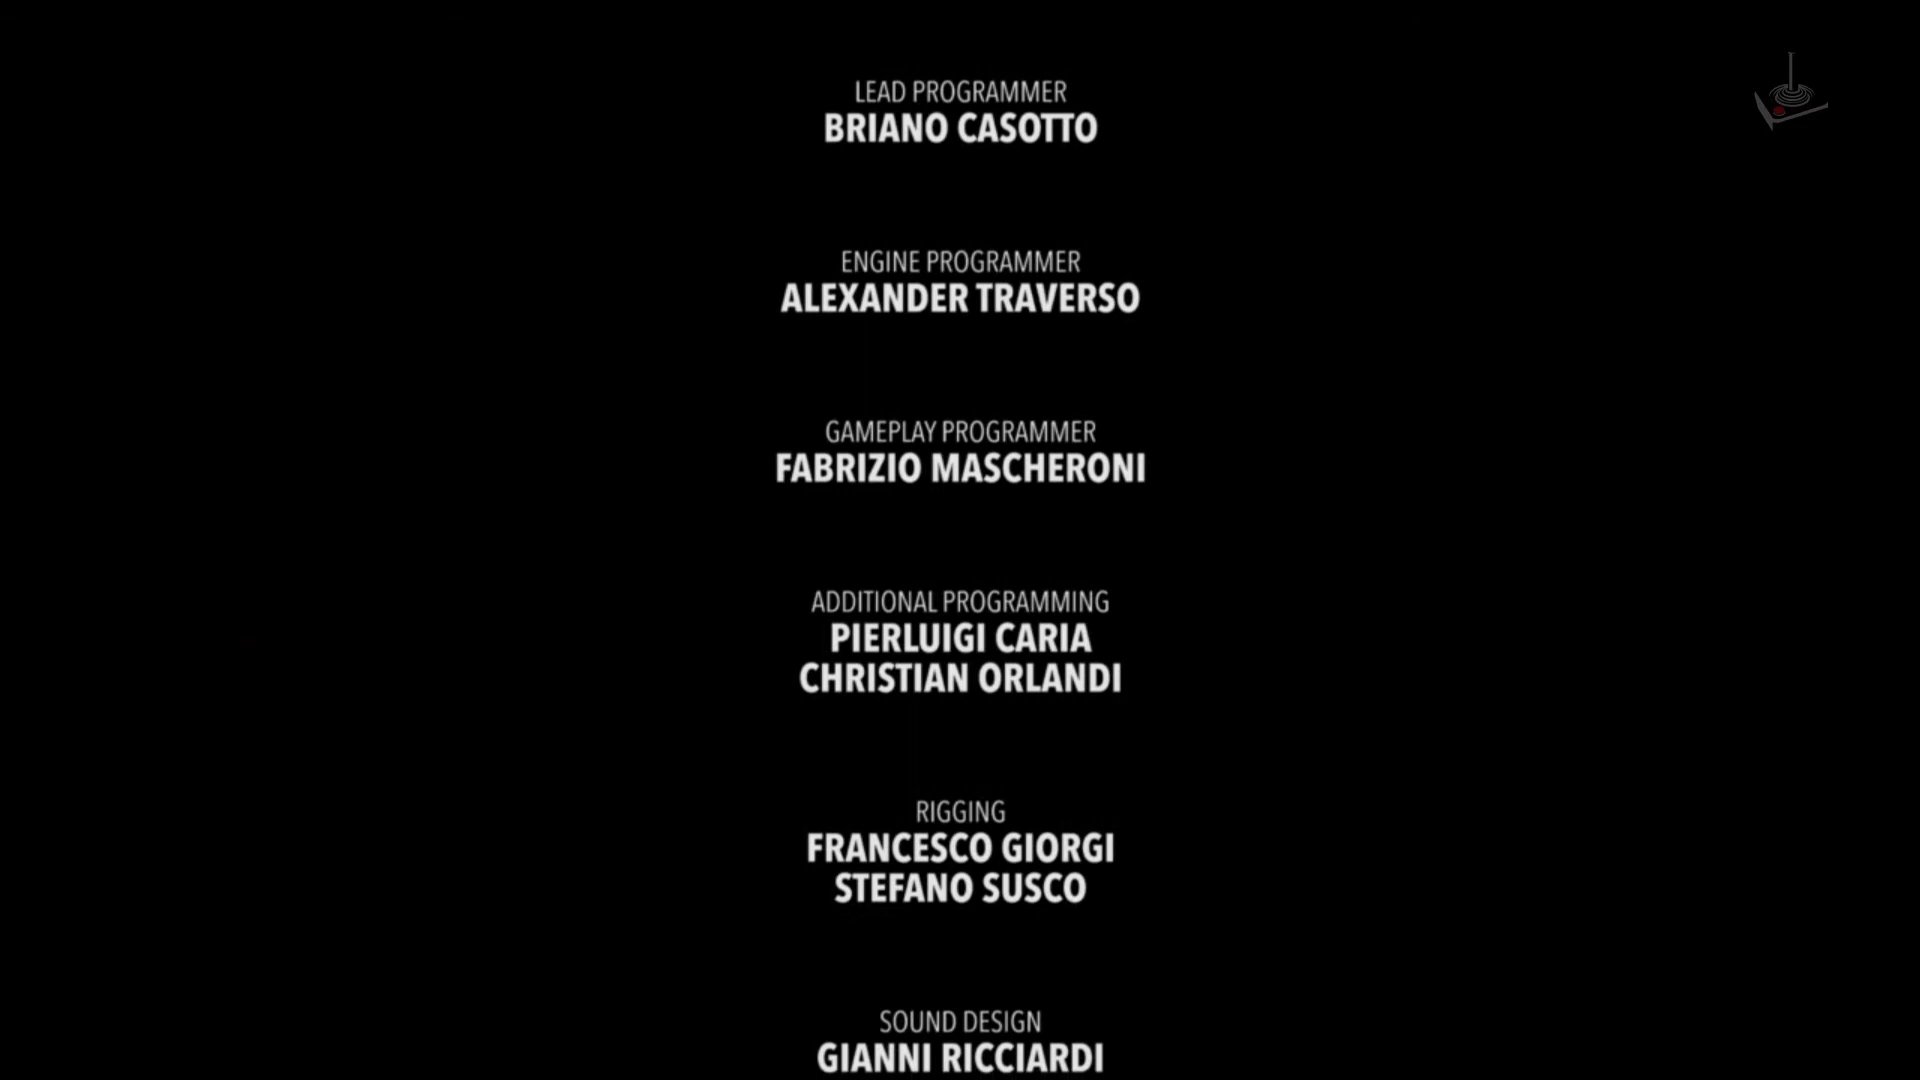 LEAD PROGRAMMER
BRIANO CASOTTO
ENGINE PROGRAMMER
ALEXANDER TRAVERSO
GAMEPLAY PROGRAMMER
FABRIZIO MASCHERONI
ADDITIONAL PROGRAMMING
PIERLUIGI CARIA
CHRISTIAN ORLANDI
RIGGING
FRANCESCO GIORGI
STEFANO SUSCO
SOUND DESIGN
GIANNI RICCIARDI